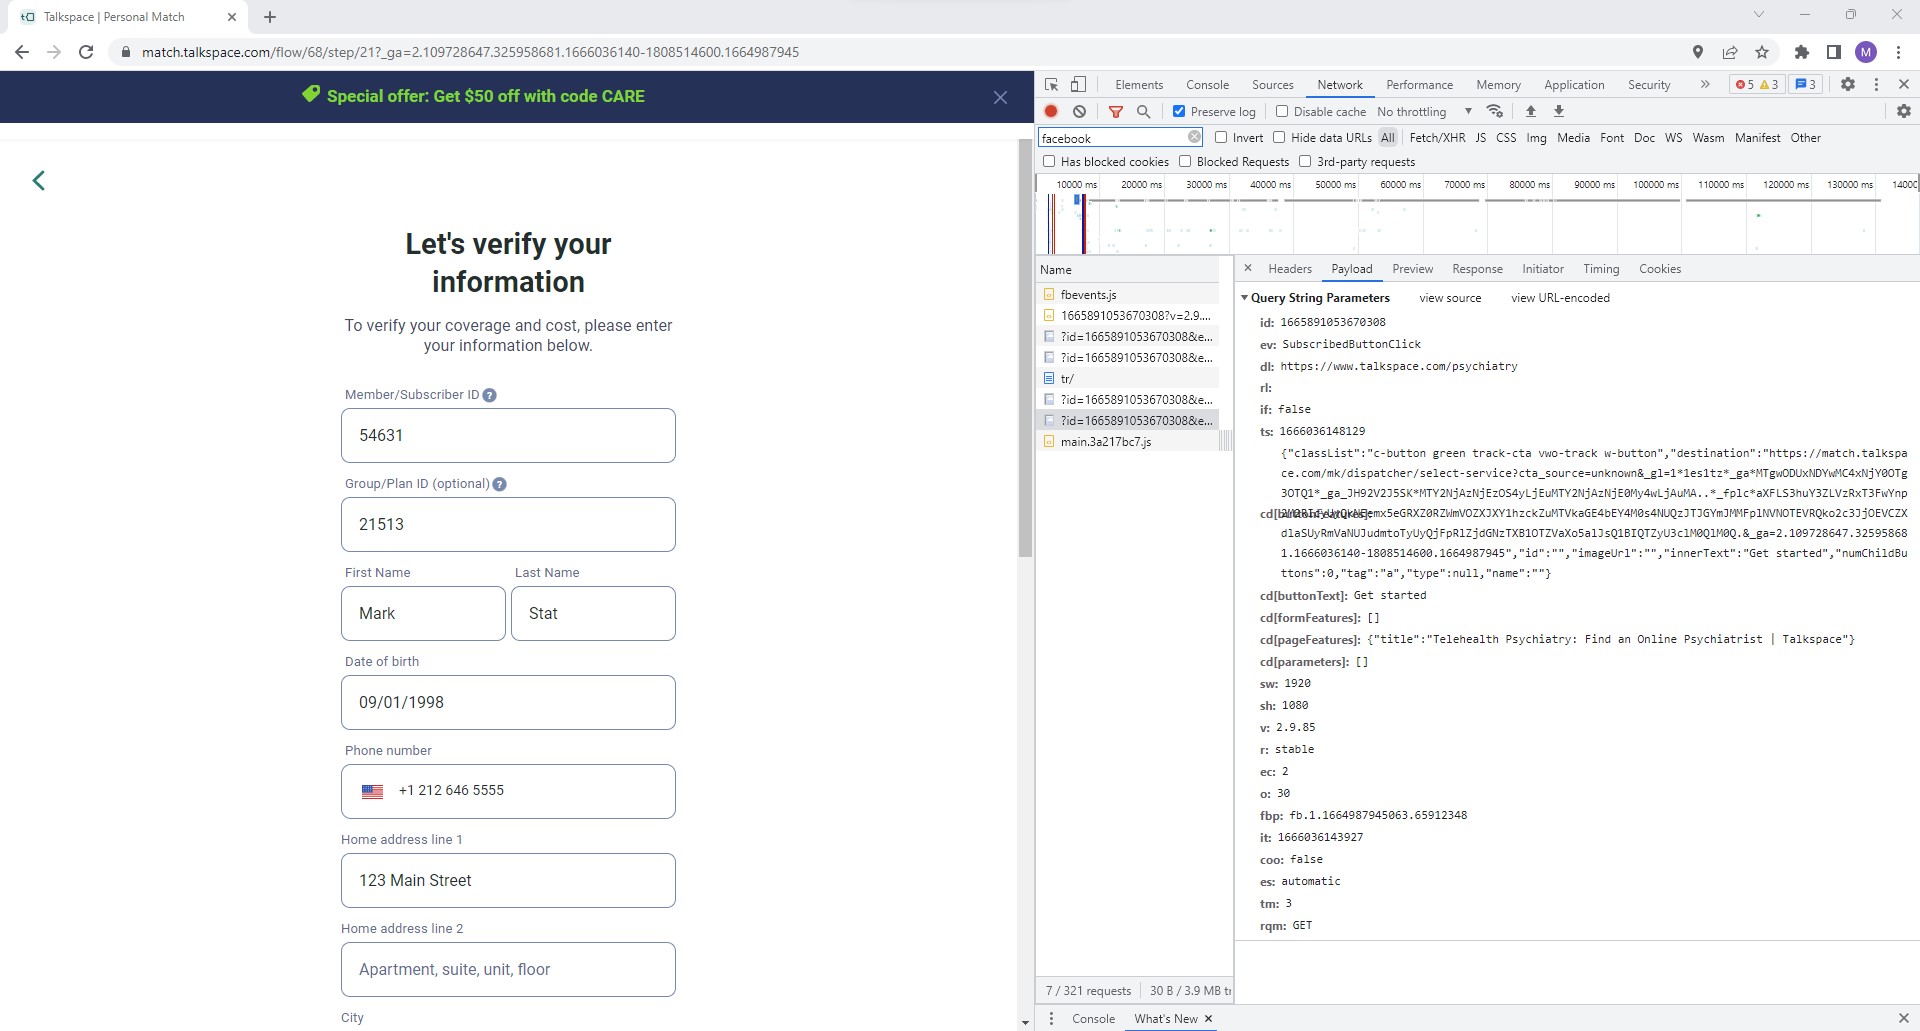 Talkspace | Personal Match
match.talkspace.com/flow/68/step/21?_ga=2.109728647.325958681.1666036140-1808514600.1664987945
M
Special offer: Get $50 off with code CARE
Let's verify your
information
To verify your coverage and cost, please enter
your information below.
Member/Subscriber ID ?
54631
Group/Plan ID (optional) ?
21513
First Name Last Name
Mark Stat
Date of birth
09/01/1998
Phone number
+1 212 646 5555
Home address line 1
123 Main Street
Home address line 2
Apartment, suite, unit, floor
City
Elements Console Sources Network Performance Memory Application Security » 5 3 3
Preserve log Disable cache No throttling
facebook Invert Hide data URLs All Fetch/XHR JS CSS Img Media Font Doc WS Wasm Manifest Other
Has blocked cookies Blocked Requests 3rd-party requests
10000 ms 20000 ms 30000 ms 40000 ms 50000 ms 60000 ms 70000 ms 80000 ms 90000 ms 100000 ms 110000 ms 120000 ms 130000 ms 1400
Name
fbevents.js
1665891053670308?v=2.9....
?id=1665891053670308&e...
?id=1665891053670308&e...
tr/
?id=1665891053670308&e...
?id=1665891053670308&e...
main.3a217bc7.js
7 / 321 requests 30 B / 3.9 MB tr
Headers Payload Preview Response Initiator Timing Cookies
Query String Parameters view source view URL-encoded
id: 1665891053670308
ev: SubscribedButtonClick
dl: https://www.talkspace.com/psychiatry
rl:
if: false
ts: 1666036148129
{"classList":"c-button green track-cta vwo-track w-button","destination":"https://match.talkspa
ce.com/mk/dispatcher/select-service?cta_source=unknown&_gl=1*1es1tz*_ga*MTgwODUxNDYwMC4xNjY0OTg
3OTQ1*_ga_JH92V2J5SK*MTY2NjAzNjEzOS4yLjEuMTY2NjAzNjE0My4wLjAuMA..*_fplc*aXFLS3huY3ZLVzRxT3FwYnp
cd[buttonFeatures]:
1.1666036140-1808514600.1664987945","id":"","imageUrl":"","innerText":"Get started","numChildBu
ttons":0,"tag":"a","type":null,"name":""}
cd[buttonText]: Get started
cd[formFeatures]: []
cd[pageFeatures]: {"title":"Telehealth Psychiatry: Find an Online Psychiatrist | Talkspace"}
cd[parameters]: []
sw: 1920
sh: 1080
v: 2.9.85
r: stable
ec: 2
o: 30
fbp: fb.1.1664987945063.65912348
it: 1666036143927
coo: false
es: automatic
tm: 3
rqm: GET
Console What's New